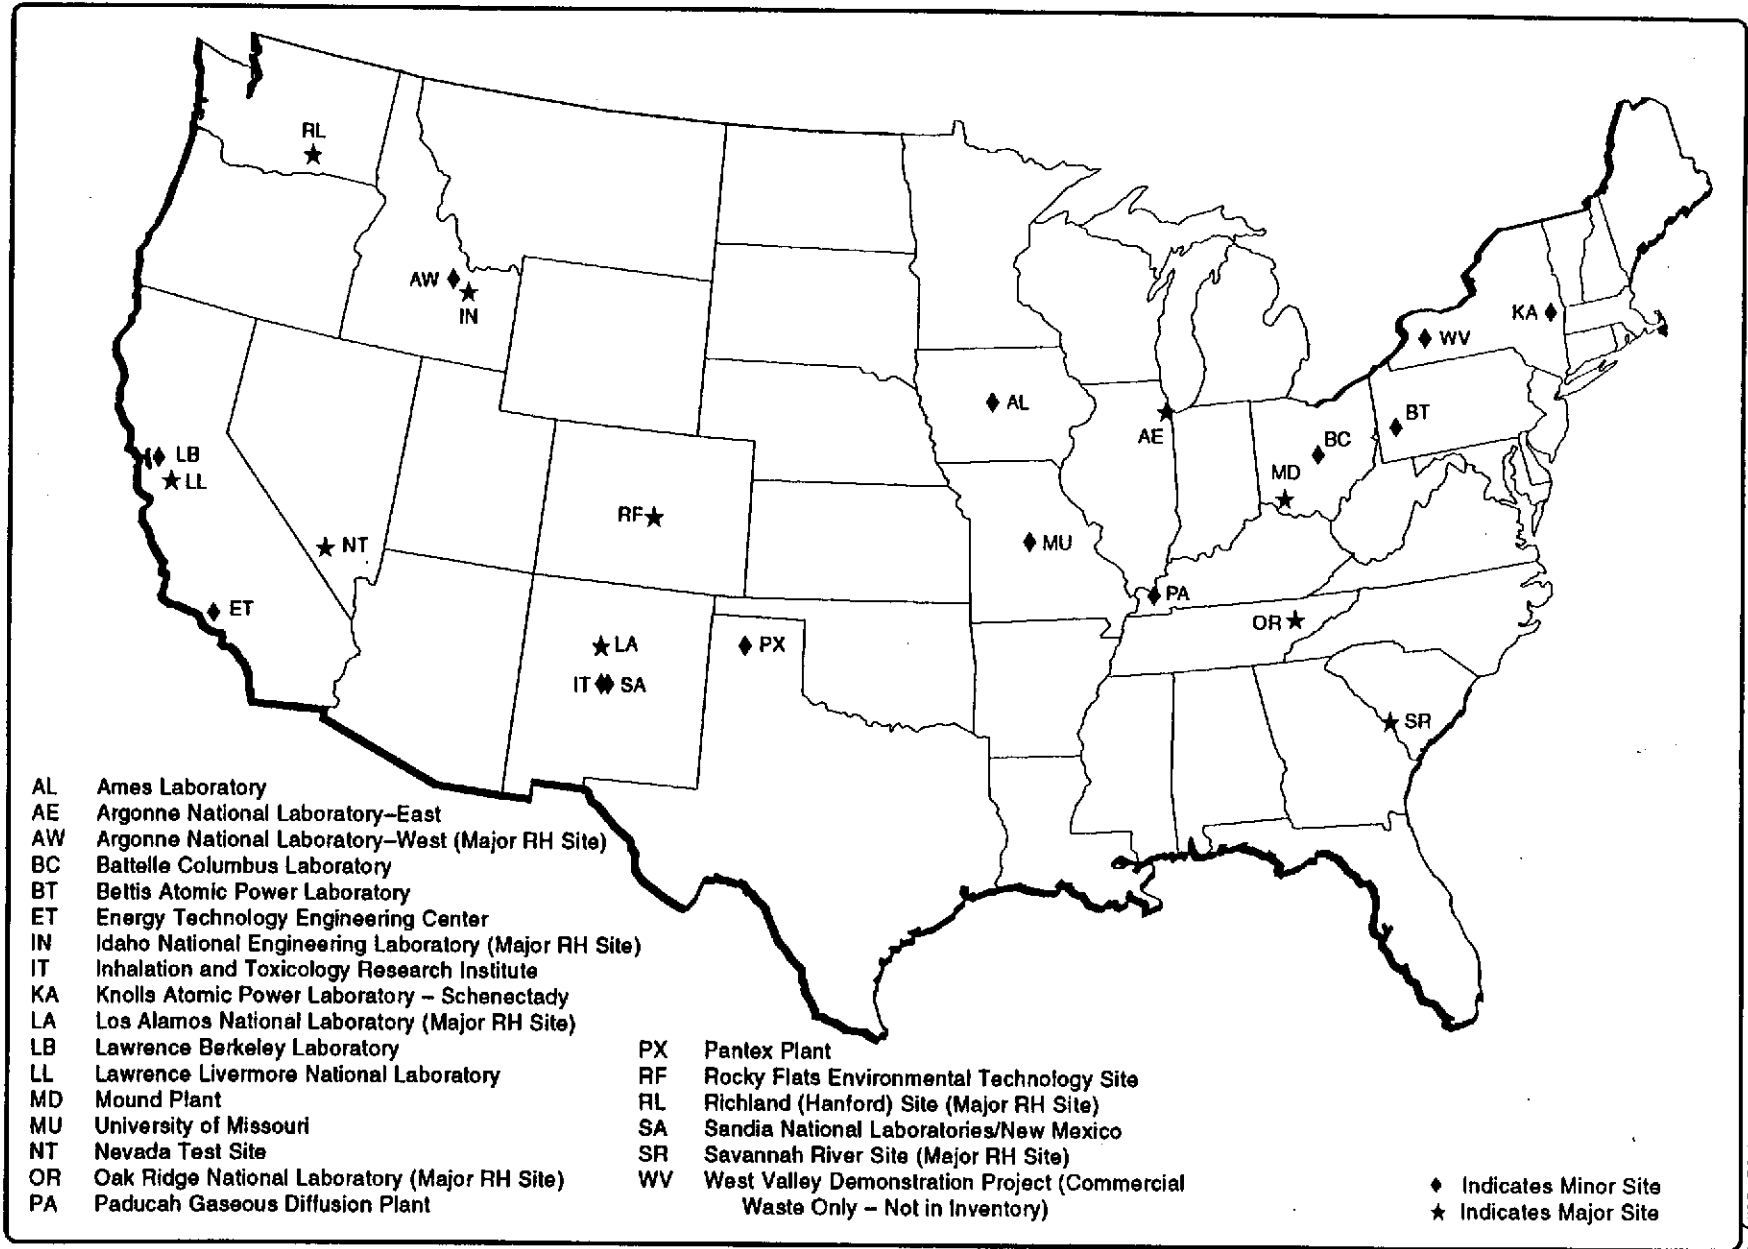 RL
AW
IN
KA
WV
AL
AE
BT
BC
MD
LB
LL
RF
NT
MU
PA
ET
OR
LA
PX
IT SA
SR
AL Ames Laboratory
AE Argonne National Laboratory–East
AW Argonne National Laboratory–West (Major RH Site)
BC Battelle Columbus Laboratory
BT Bettis Atomic Power Laboratory
ET Energy Technology Engineering Center
IN Idaho National Engineering Laboratory (Major RH Site)
IT Inhalation and Toxicology Research Institute
KA Knolls Atomic Power Laboratory – Schenectady
LA Los Alamos National Laboratory (Major RH Site)
LB Lawrence Berkeley Laboratory
LL Lawrence Livermore National Laboratory
MD Mound Plant
MU University of Missouri
NT Nevada Test Site
OR Oak Ridge National Laboratory (Major RH Site)
PA Paducah Gaseous Diffusion Plant
PX Pantex Plant
RF Rocky Flats Environmental Technology Site
RL Richland (Hanford) Site (Major RH Site)
SA Sandia National Laboratories/New Mexico
SR Savannah River Site (Major RH Site)
WV West Valley Demonstration Project (Commercial
Waste Only – Not in Inventory)
Indicates Minor Site
Indicates Major Site